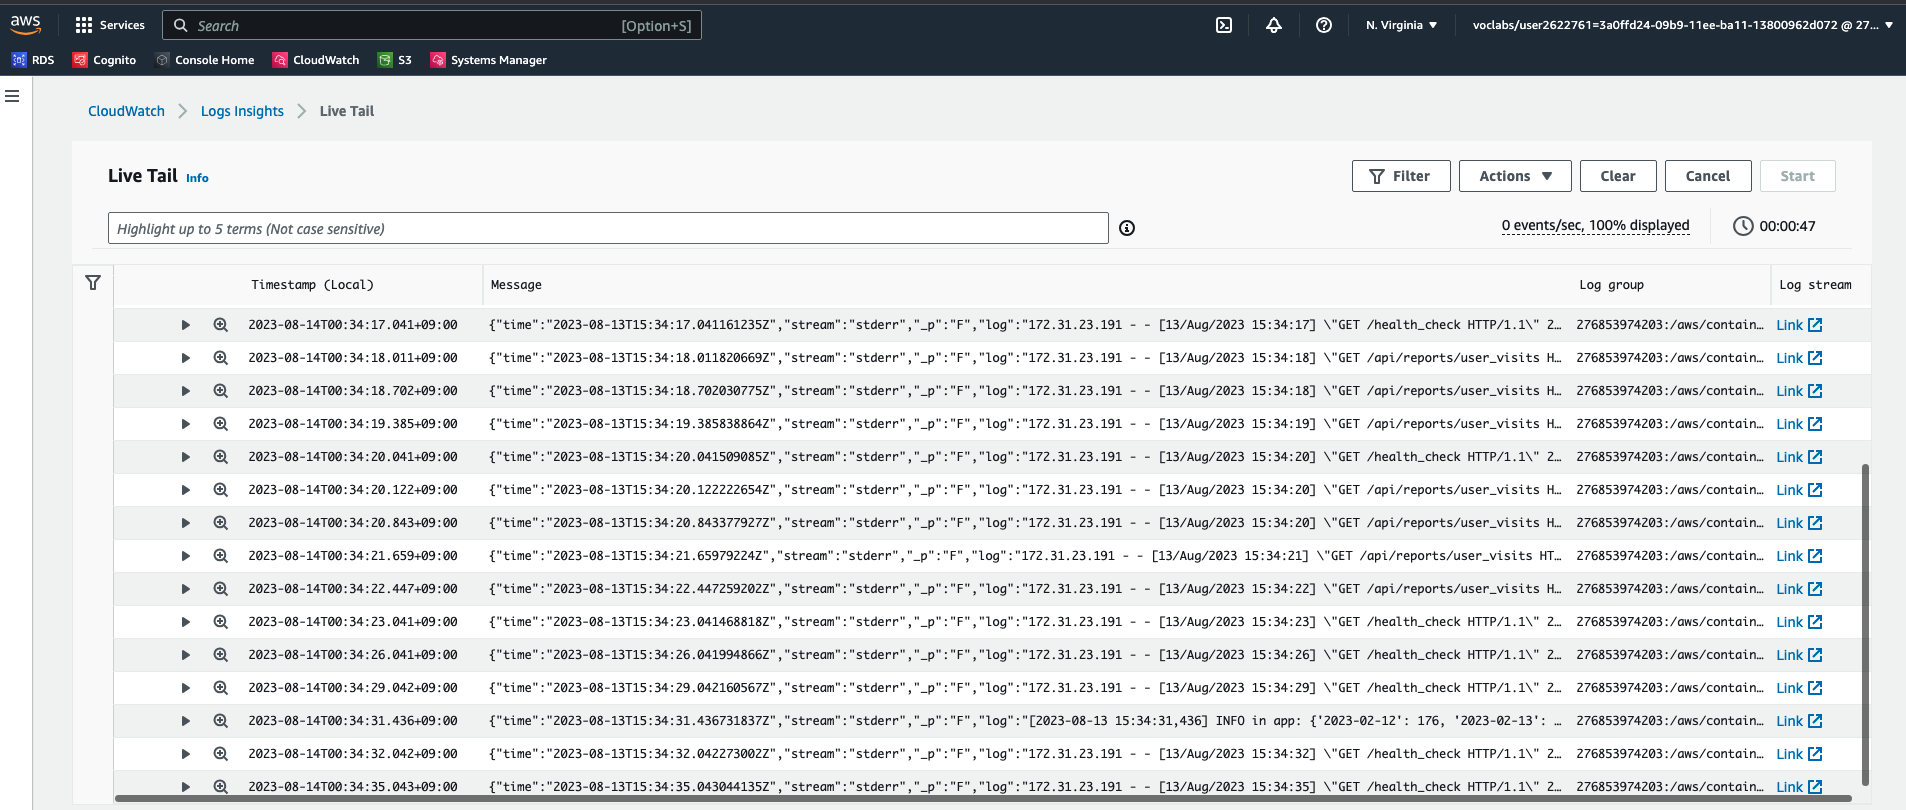 aws Services Search [Option+S] N. Virginia voclabs/user2622761=3a0ffd24-09b9-11ee-ba11-13800962d072 @ 27...
RDS Cognito Console Home CloudWatch S3 Systems Manager
CloudWatch Logs Insights Live Tail
Live Tail Info Filter Actions Clear Cancel Start
Highlight up to 5 terms (Not case sensitive) 0 events/sec, 100% displayed 00:00:47
Timestamp (Local) Message Log group Log stream
2023-08-14T00:34:17.041+09:00 {"time":"2023-08-13T15:34:17.041161235Z","stream":"stderr","_p":"F","log":"172.31.23.191 - - [13/Aug/2023 15:34:17] \"GET /health_check HTTP/1.1\" 2… 276853974203:/aws/contain… Link
2023-08-14T00:34:18.011+09:00 {"time":"2023-08-13T15:34:18.011820669Z","stream":"stderr","_p":"F","log":"172.31.23.191 - - [13/Aug/2023 15:34:18] \"GET /api/reports/user_visits H… 276853974203:/aws/contain… Link
2023-08-14T00:34:18.702+09:00 {"time":"2023-08-13T15:34:18.702030775Z","stream":"stderr","_p":"F","log":"172.31.23.191 - - [13/Aug/2023 15:34:18] \"GET /api/reports/user_visits H… 276853974203:/aws/contain… Link
2023-08-14T00:34:19.385+09:00 {"time":"2023-08-13T15:34:19.385838864Z","stream":"stderr","_p":"F","log":"172.31.23.191 - - [13/Aug/2023 15:34:19] \"GET /api/reports/user_visits H… 276853974203:/aws/contain… Link
2023-08-14T00:34:20.041+09:00 {"time":"2023-08-13T15:34:20.041509085Z","stream":"stderr","_p":"F","log":"172.31.23.191 - - [13/Aug/2023 15:34:20] \"GET /health_check HTTP/1.1\" 2… 276853974203:/aws/contain… Link
2023-08-14T00:34:20.122+09:00 {"time":"2023-08-13T15:34:20.122222654Z","stream":"stderr","_p":"F","log":"172.31.23.191 - - [13/Aug/2023 15:34:20] \"GET /api/reports/user_visits H… 276853974203:/aws/contain… Link
2023-08-14T00:34:20.843+09:00 {"time":"2023-08-13T15:34:20.843377927Z","stream":"stderr","_p":"F","log":"172.31.23.191 - - [13/Aug/2023 15:34:20] \"GET /api/reports/user_visits H… 276853974203:/aws/contain… Link
2023-08-14T00:34:21.659+09:00 {"time":"2023-08-13T15:34:21.65979224Z","stream":"stderr","_p":"F","log":"172.31.23.191 - - [13/Aug/2023 15:34:21] \"GET /api/reports/user_visits HT… 276853974203:/aws/contain… Link
2023-08-14T00:34:22.447+09:00 {"time":"2023-08-13T15:34:22.447259202Z","stream":"stderr","_p":"F","log":"172.31.23.191 - - [13/Aug/2023 15:34:22] \"GET /api/reports/user_visits H… 276853974203:/aws/contain… Link
2023-08-14T00:34:23.041+09:00 {"time":"2023-08-13T15:34:23.041468818Z","stream":"stderr","_p":"F","log":"172.31.23.191 - - [13/Aug/2023 15:34:23] \"GET /health_check HTTP/1.1\" 2… 276853974203:/aws/contain… Link
2023-08-14T00:34:26.041+09:00 {"time":"2023-08-13T15:34:26.041994866Z","stream":"stderr","_p":"F","log":"172.31.23.191 - - [13/Aug/2023 15:34:26] \"GET /health_check HTTP/1.1\" 2… 276853974203:/aws/contain… Link
2023-08-14T00:34:29.042+09:00 {"time":"2023-08-13T15:34:29.042160567Z","stream":"stderr","_p":"F","log":"172.31.23.191 - - [13/Aug/2023 15:34:29] \"GET /health_check HTTP/1.1\" 2… 276853974203:/aws/contain… Link
2023-08-14T00:34:31.436+09:00 {"time":"2023-08-13T15:34:31.436731837Z","stream":"stderr","_p":"F","log":"[2023-08-13 15:34:31,436] INFO in app: {'2023-02-12': 176, '2023-02-13': … 276853974203:/aws/contain… Link
2023-08-14T00:34:32.042+09:00 {"time":"2023-08-13T15:34:32.042273002Z","stream":"stderr","_p":"F","log":"172.31.23.191 - - [13/Aug/2023 15:34:32] \"GET /health_check HTTP/1.1\" 2… 276853974203:/aws/contain… Link
2023-08-14T00:34:35.043+09:00 {"time":"2023-08-13T15:34:35.043044135Z","stream":"stderr","_p":"F","log":"172.31.23.191 - - [13/Aug/2023 15:34:35] \"GET /health_check HTTP/1.1\" 2… 276853974203:/aws/contain… Link